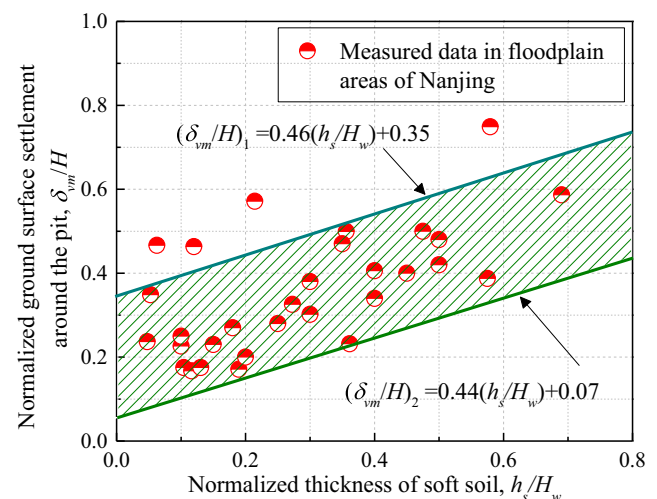 Measured data in floodplain
areas of Nanjing
(δvm/H)1 =0.46(hs/Hw)+0.35
(δvm/H)2 =0.44(hs/Hw)+0.07
Normalized ground surface settlement
around the pit, δvm/H
1.0
0.8
0.6
0.4
0.2
0.0
0.0 0.2 0.4 0.6 0.8
Normalized thickness of soft soil, hs/Hw